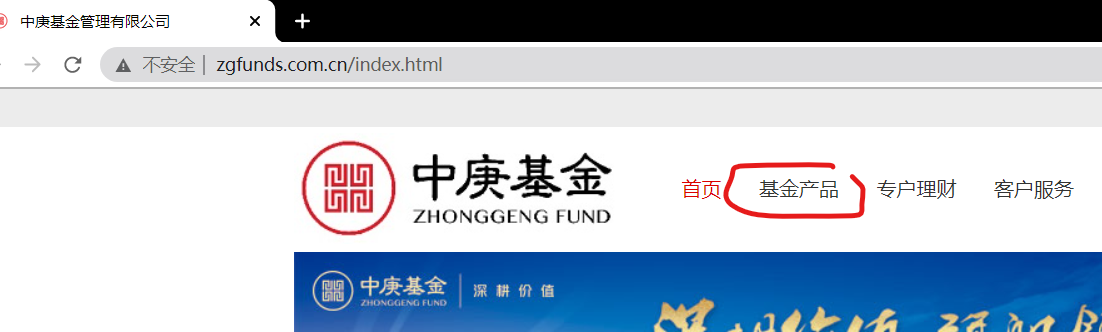 中庚基金管理有限公司
不安全 | zgfunds.com.cn/index.html
中庚基金
ZHONGGENG FUND
首页 基金产品 专户理财 客户服务
中庚基金
ZHONGGENG FUND
深耕价值